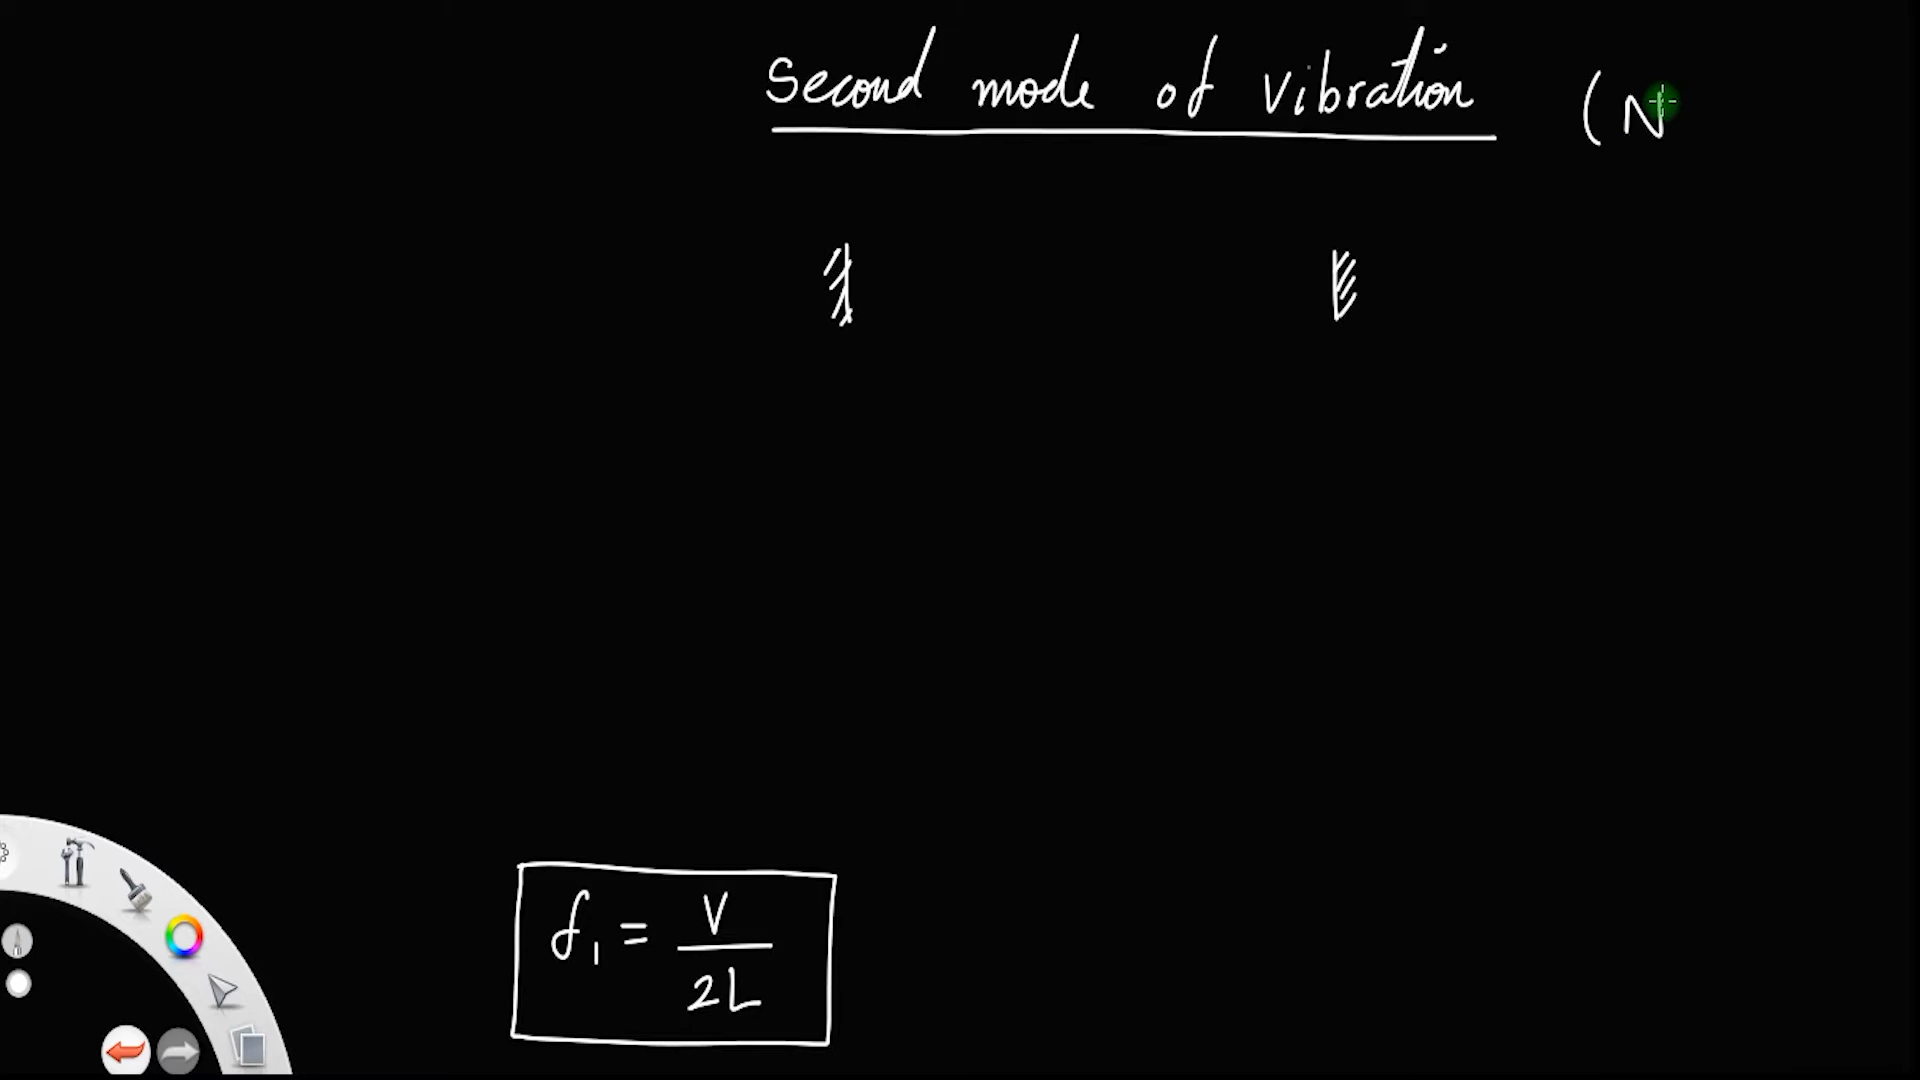 Second mode of vibration (N
f₁ = V / 2L